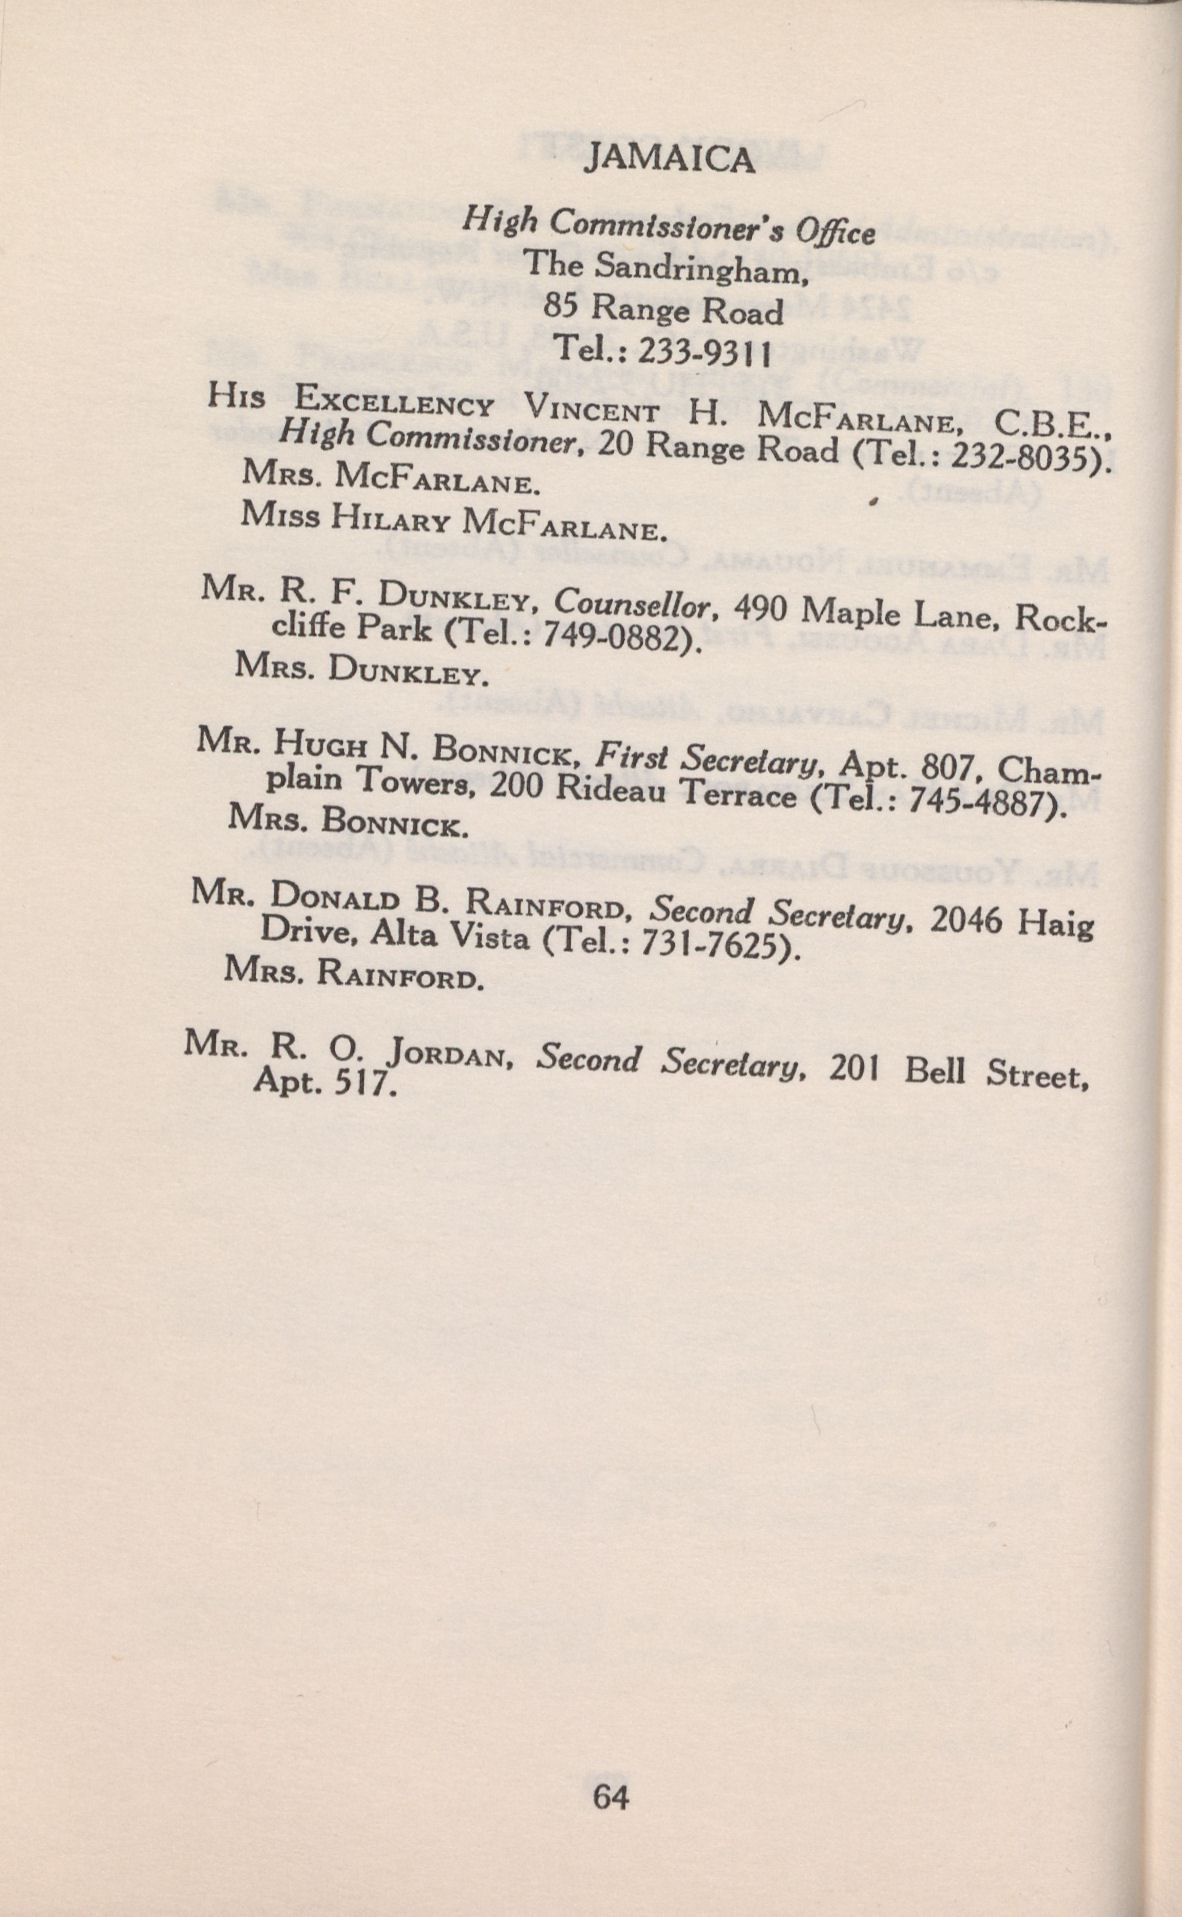 JAMAICA
High Commissioner's Office
The Sandringham,
85 Range Road
Tel.: 233-9311
His Excellency Vincent H. McFarlane, C.B.E.,
High Commissioner, 20 Range Road (Tel.: 232-8035).
Mrs. McFarlane.
Miss Hilary McFarlane.
Mr. R. F. Dunkley, Counsellor, 490 Maple Lane, Rock-
cliffe Park (Tel.: 749-0882).
Mrs. Dunkley.
Mr. Hugh N. Bonnick, First Secretary, Apt. 807, Cham-
plain Towers, 200 Rideau Terrace (Tel.: 745-4887).
Mrs. Bonnick.
Mr. Donald B. Rainford, Second Secretary, 2046 Haig
Drive, Alta Vista (Tel.: 731-7625).
Mrs. Rainford.
Mr. R. O. Jordan, Second Secretary, 201 Bell Street,
Apt. 517.
64